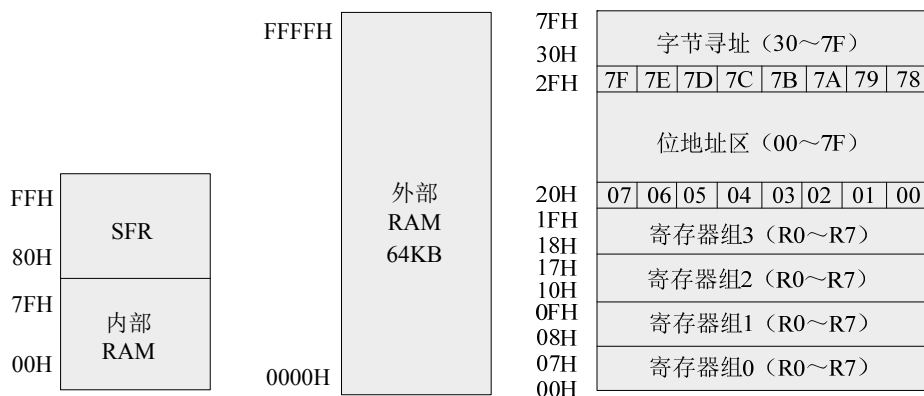 FFH
SFR
80H
7FH
内部
RAM
00H
FFFFH
外部
RAM
64KB
0000H
7FH
字节寻址（30～7F）
30H
2FH 7F 7E 7D 7C 7B 7A 79 78
位地址区（00～7F）
20H 07 06 05 04 03 02 01 00
1FH
寄存器组3（R0～R7）
18H
17H
寄存器组2（R0～R7）
10H
0FH
寄存器组1（R0～R7）
08H
07H
寄存器组0（R0～R7）
00H